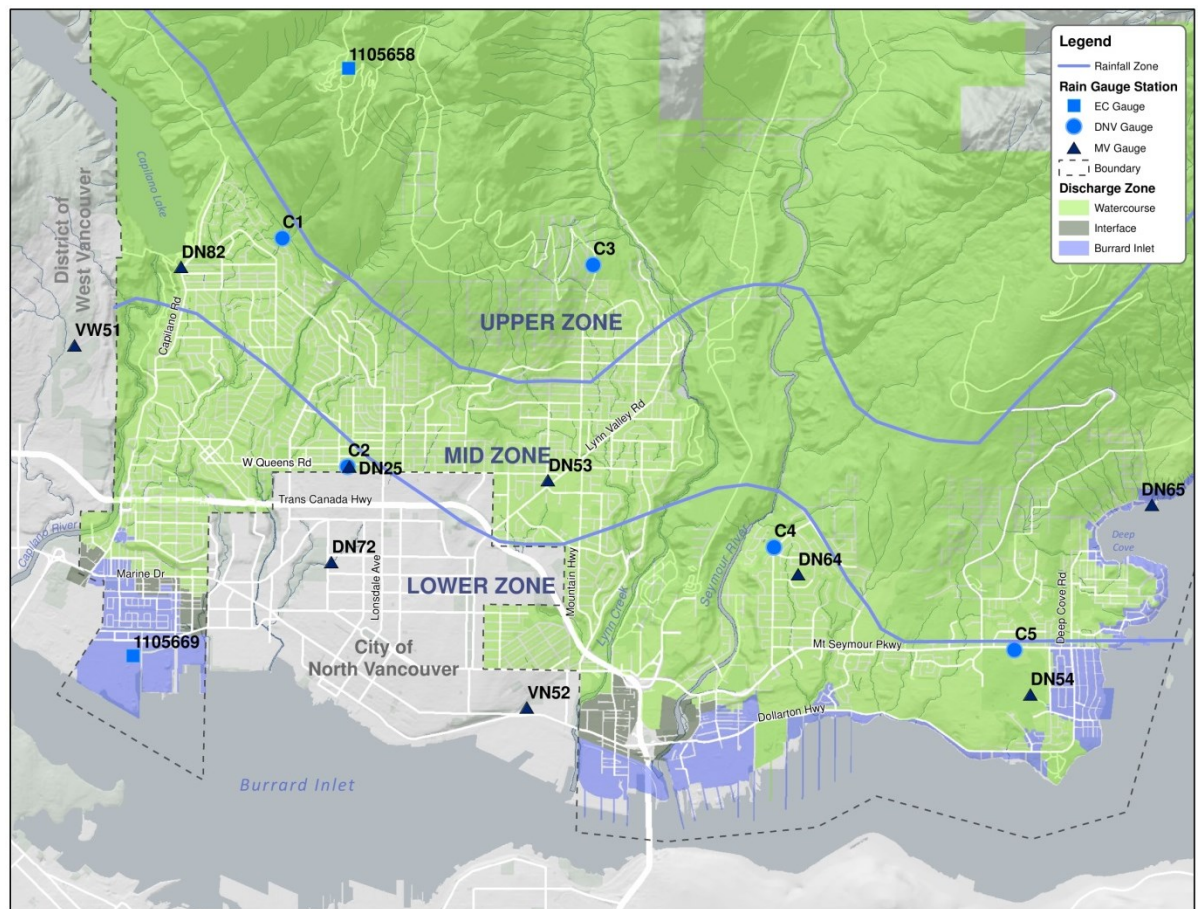 1105658
Legend
Rainfall Zone
Rain Gauge Station
EC Gauge
DNV Gauge
MV Gauge
Boundary
Discharge Zone
Watercourse
Interface
Burrard Inlet
Capilano Lake
District of
West Vancouver
C1
DN82
C3
Capilano Rd
VW51
UPPER ZONE
Lynn Valley Rd
C2
DN25
W Queens Rd
MID ZONE
DN53
Trans Canada Hwy
DN65
Deep
Cove
Capilano River
Seymour River
C4
DN64
DN72
Lonsdale Ave
LOWER ZONE
Mountain Hwy
Marine Dr
Lynn Creek
Deep Cove Rd
1105669
City of
North Vancouver
C5
Mt Seymour Pkwy
DN54
VN52
Dollarton Hwy
Burrard Inlet